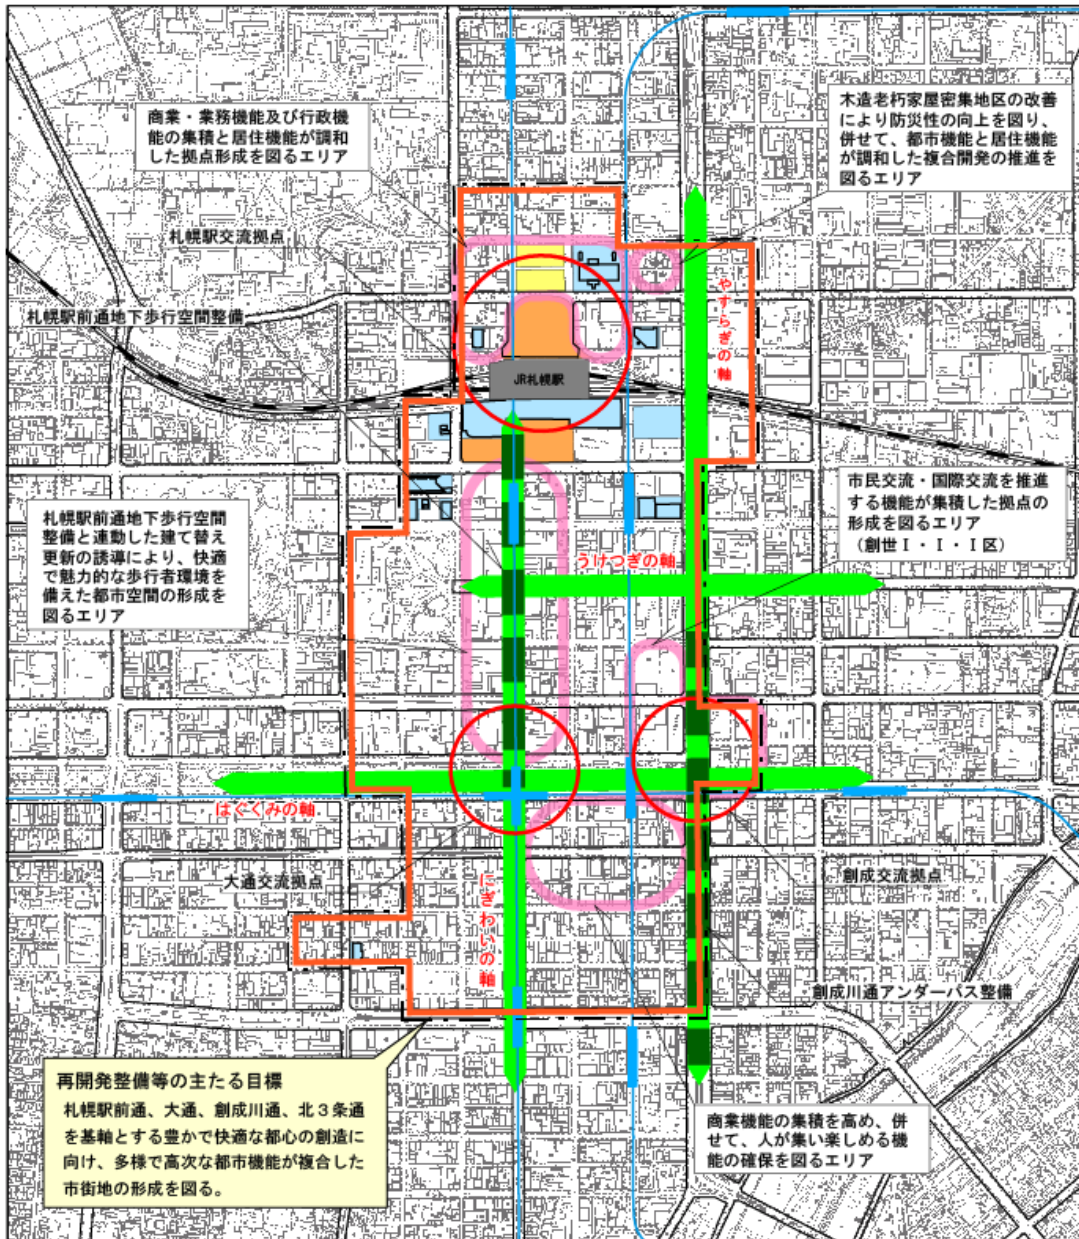 木造老朽家屋密集地区の改善
により防災性の向上を図り、
併せて、都市機能と居住機能
が調和した複合開発の推進を
図るエリア
商業・業務機能及び行政機
能の集積と居住機能が調和
した拠点形成を図るエリア
札幌駅交流拠点
札幌駅前通地下歩行空間整備
やすらぎの軸
JR札幌駅
市民交流・国際交流を推進
する機能が集積した拠点の
形成を図るエリア
（創世Ⅰ・Ⅰ・Ⅰ区）
札幌駅前通地下歩行空間
整備と連動した建て替え
更新の誘導により、快適
で魅力的な歩行者環境を
備えた都市空間の形成を
図るエリア
うけつぎの軸
はぐくみの軸
大通交流拠点
にぎわいの軸
創成交流拠点
創成川通アンダーパス整備
再開発整備等の主たる目標
札幌駅前通、大通、創成川通、北３条通
を基軸とする豊かで快適な都心の創造に
向け、多様で高次な都市機能が複合した
市街地の形成を図る。
商業機能の集積を高め、併
せて、人が集い楽しめる機
能の確保を図るエリア